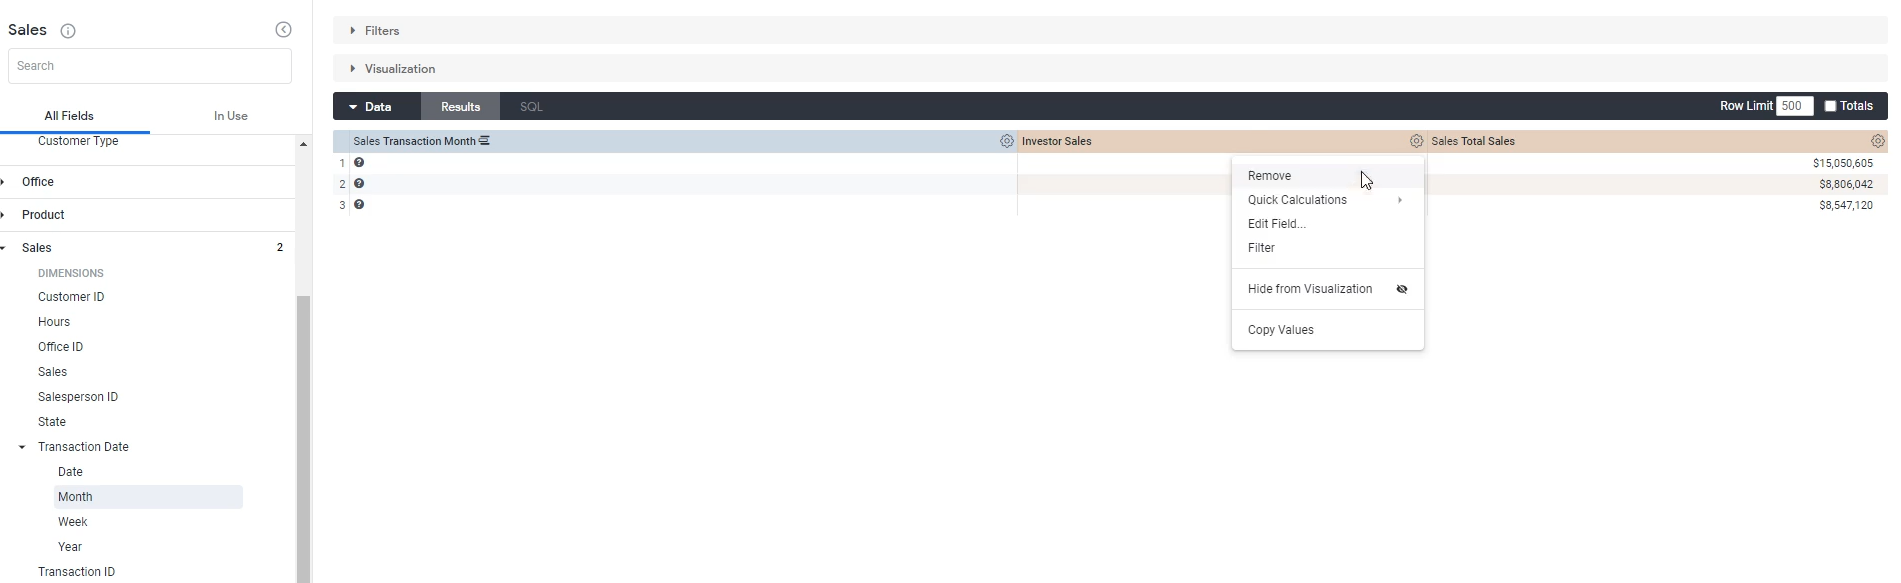 Sales
Search
All Fields
In Use
Customer Type
Office
Product
Sales 2
DIMENSIONS
Customer ID
Hours
Office ID
Sales
Salesperson ID
State
Transaction Date
Date
Month
Week
Year
Transaction ID
Filters
Visualization
Data
Results
SQL
Row Limit 500
Totals
Sales Transaction Month
Investor Sales
Sales Total Sales
1 $15,050,605
2 $8,806,042
3 $8,547,120
Remove
Quick Calculations
Edit Field...
Filter
Hide from Visualization
Copy Values